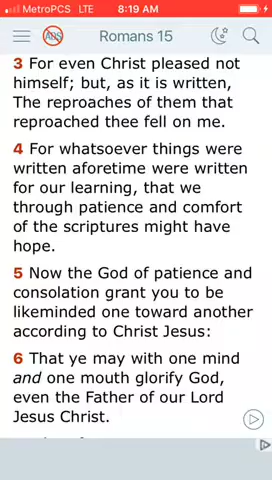 MetroPCS LTE 8:19 AM
ADS Romans 15
3 For even Christ pleased not
himself; but, as it is written,
The reproaches of them that
reproached thee fell on me.
4 For whatsoever things were
written aforetime were written
for our learning, that we
through patience and comfort
of the scriptures might have
hope.
5 Now the God of patience and
consolation grant you to be
likeminded one toward another
according to Christ Jesus:
6 That ye may with one mind
and one mouth glorify God,
even the Father of our Lord
Jesus Christ.